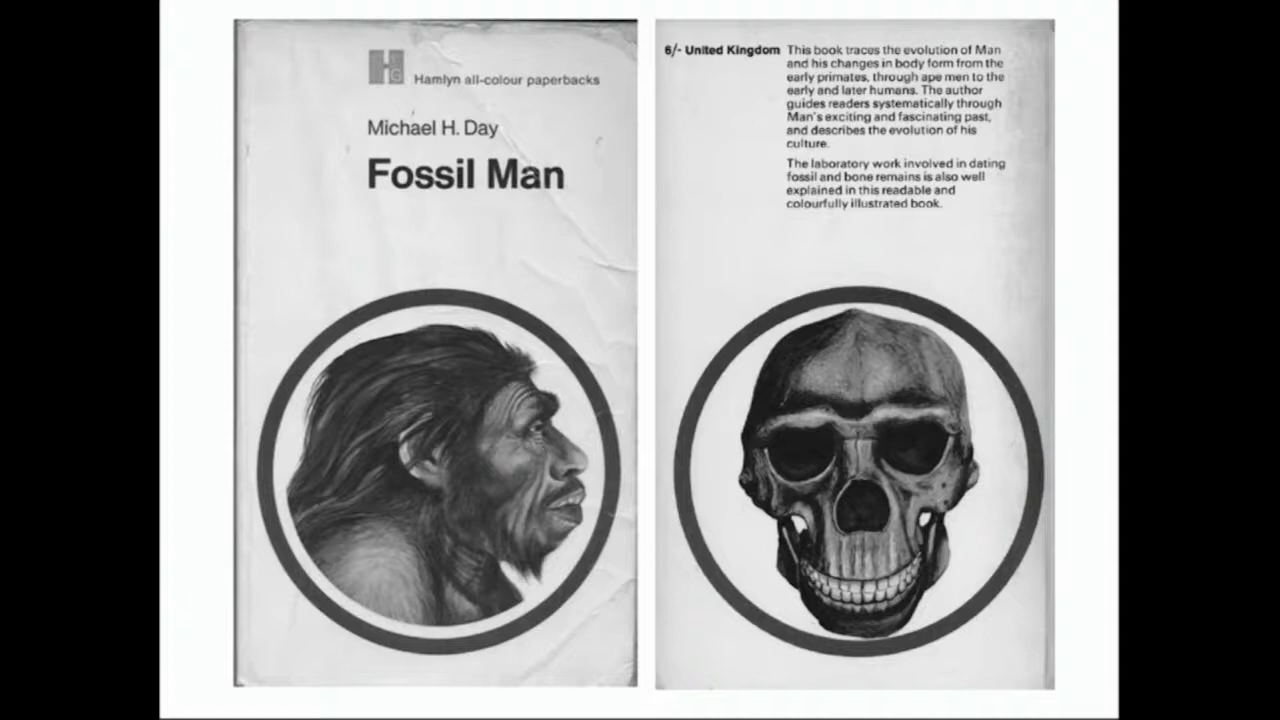 HG
Hamlyn all-colour paperbacks
Michael H. Day
Fossil Man
6/- United Kingdom
This book traces the evolution of Man
and his changes in body form from the
early primates, through ape men to the
early and later humans. The author
guides readers systematically through
Man's exciting and fascinating past,
and describes the evolution of his
culture.
The laboratory work involved in dating
fossil and bone remains is also well
explained in this readable and
colourfully illustrated book.